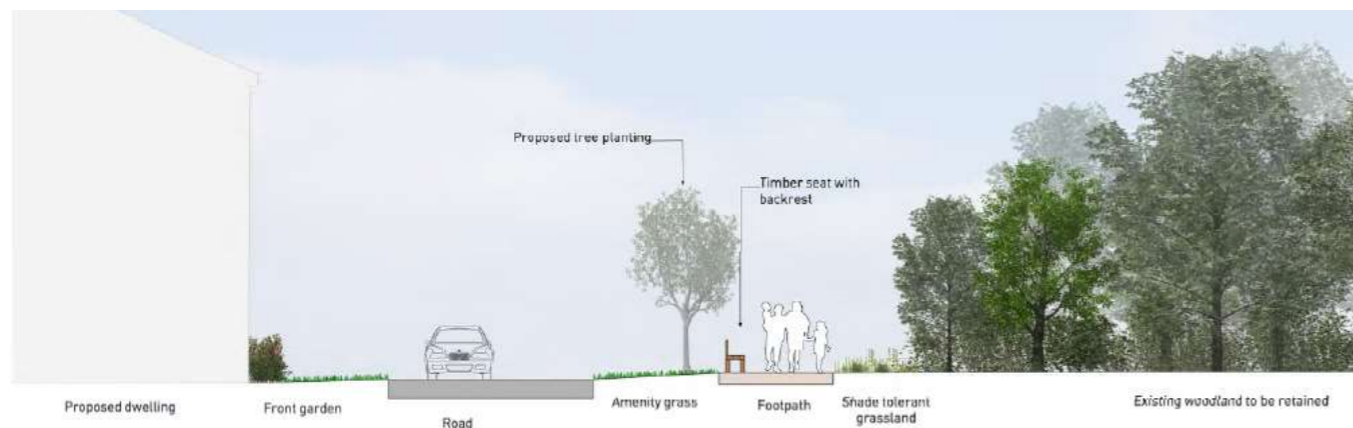 Proposed tree planting
Timber seat with
backrest
Proposed dwelling
Front garden
Road
Amenity grass
Footpath
Shade tolerant
grassland
Existing woodland to be retained